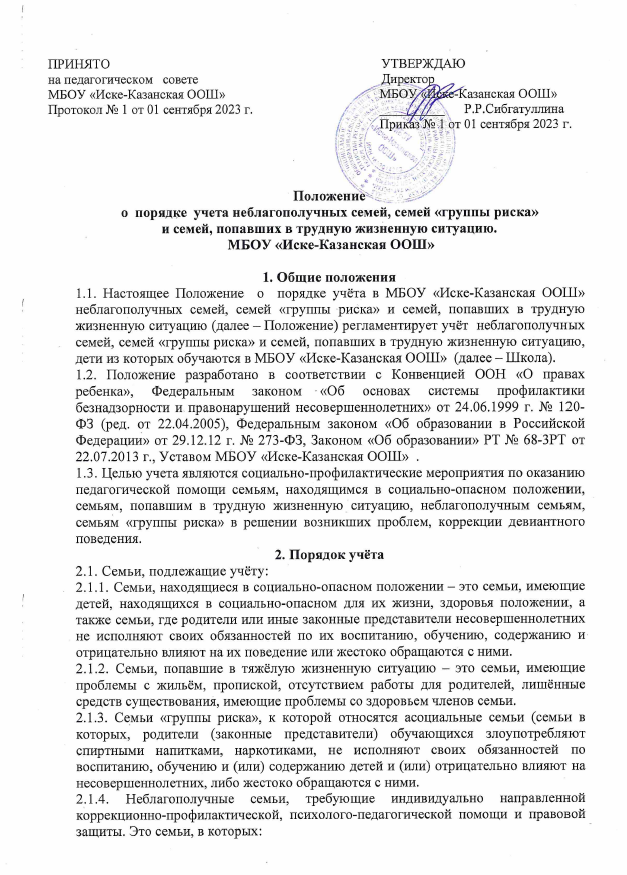 ПРИНЯТО
на педагогическом совете
МБОУ «Иске-Казанская ООШ»
Протокол № 1 от 01 сентября 2023 г.
УТВЕРЖДАЮ
Директор
МБОУ «Иске-Казанская ООШ»
Р.Р.Сибгатуллина
Приказ № 1 от 01 сентября 2023 г.
Положение
о порядке учета неблагополучных семей, семей «группы риска»
и семей, попавших в трудную жизненную ситуацию.
МБОУ «Иске-Казанская ООШ»
1. Общие положения
1.1. Настоящее Положение о порядке учёта в МБОУ «Иске-Казанская ООШ»
неблагополучных семей, семей «группы риска» и семей, попавших в трудную
жизненную ситуацию (далее – Положение) регламентирует учёт неблагополучных
семей, семей «группы риска» и семей, попавших в трудную жизненную ситуацию,
дети из которых обучаются в МБОУ «Иске-Казанская ООШ» (далее – Школа).
1.2. Положение разработано в соответствии с Конвенцией ООН «О правах
ребенка», Федеральным законом «Об основах системы профилактики
безнадзорности и правонарушений несовершеннолетних» от 24.06.1999 г. № 120-
ФЗ (ред. от 22.04.2005), Федеральным законом «Об образовании в Российской
Федерации» от 29.12.12 г. № 273-ФЗ, Законом «Об образовании» РТ № 68-ЗРТ от
22.07.2013 г., Уставом МБОУ «Иске-Казанская ООШ» .
1.3. Целью учета являются социально-профилактические мероприятия по оказанию
педагогической помощи семьям, находящимся в социально-опасном положении,
семьям, попавшим в трудную жизненную ситуацию, неблагополучным семьям,
семьям «группы риска» в решении возникших проблем, коррекции девиантного
поведения.
2. Порядок учёта
2.1. Семьи, подлежащие учёту:
2.1.1. Семьи, находящиеся в социально-опасном положении – это семьи, имеющие
детей, находящихся в социально-опасном для их жизни, здоровья положении, а
также семьи, где родители или иные законные представители несовершеннолетних
не исполняют своих обязанностей по их воспитанию, обучению, содержанию и
отрицательно влияют на их поведение или жестоко обращаются с ними.
2.1.2. Семьи, попавшие в тяжёлую жизненную ситуацию – это семьи, имеющие
проблемы с жильём, пропиской, отсутствием работы для родителей, лишённые
средств существования, имеющие проблемы со здоровьем членов семьи.
2.1.3. Семьи «группы риска», к которой относятся асоциальные семьи (семьи в
которых, родители (законные представители) обучающихся злоупотребляют
спиртными напитками, наркотиками, не исполняют своих обязанностей по
воспитанию, обучению и (или) содержанию детей и (или) отрицательно влияют на
несовершеннолетних, либо жестоко обращаются с ними.
2.1.4. Неблагополучные семьи, требующие индивидуально направленной
коррекционно-профилактической, психолого-педагогической помощи и правовой
защиты. Это семьи, в которых: